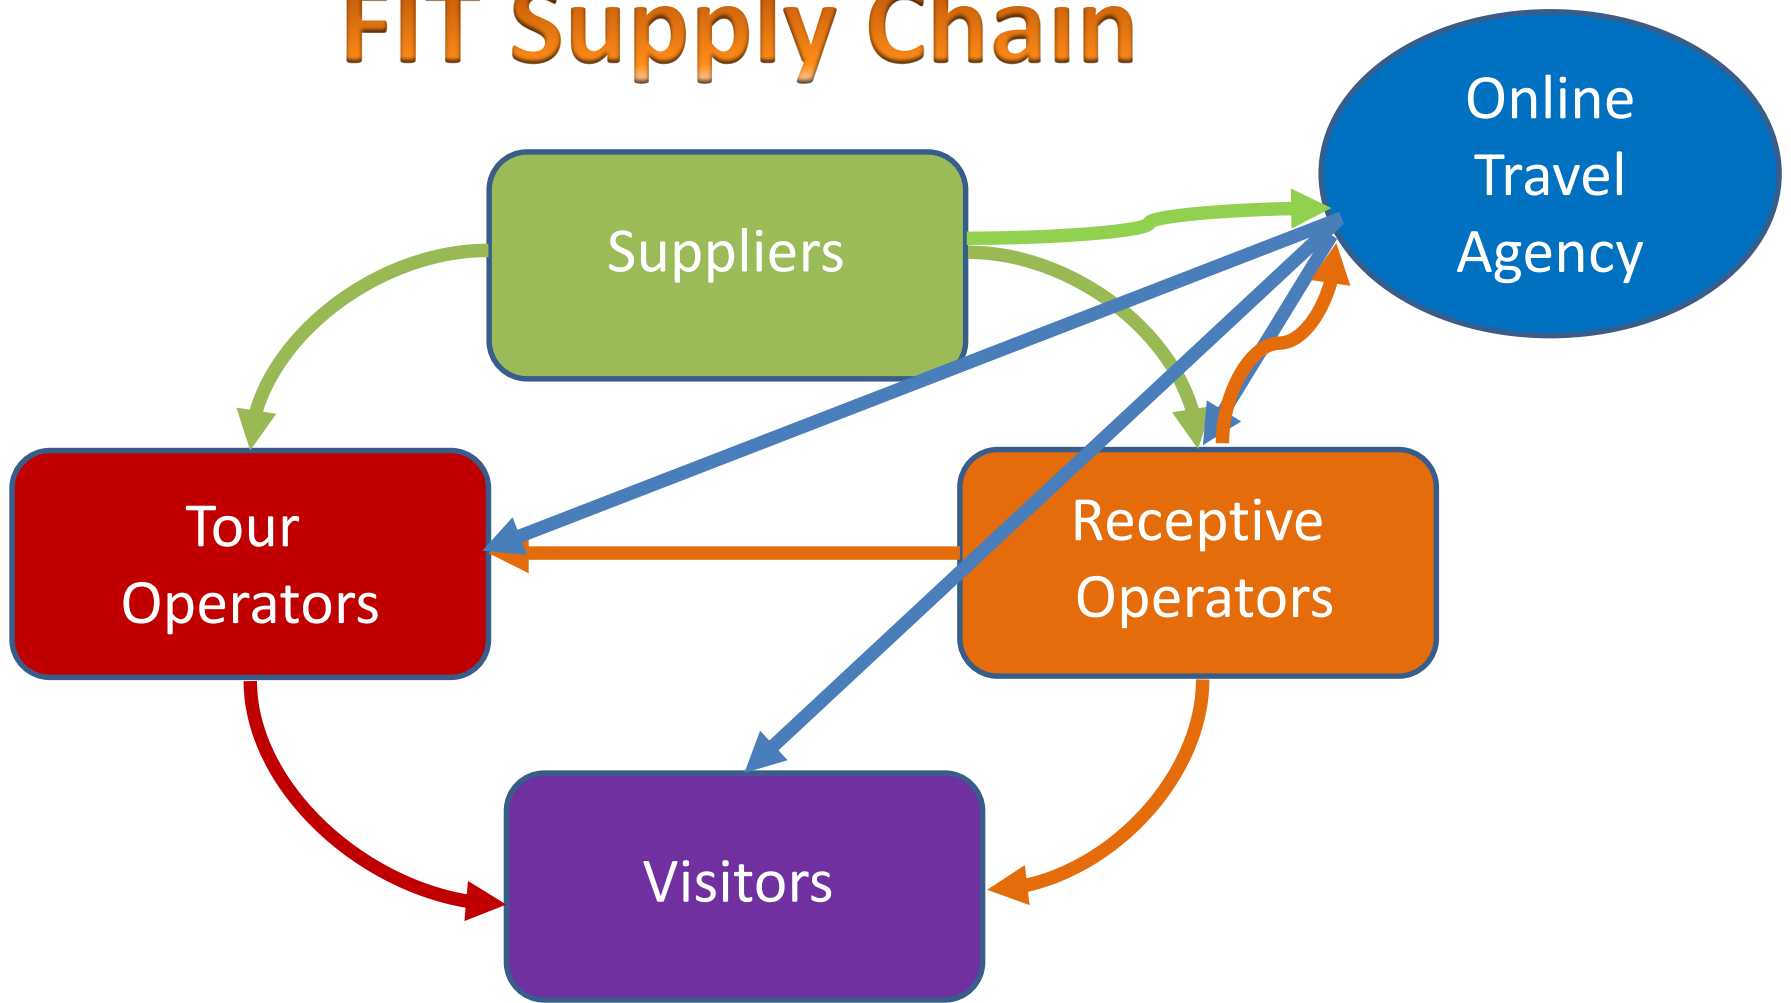 FIT Supply Chain
Online
Travel
Agency
Suppliers
Tour
Operators
Receptive
Operators
Visitors